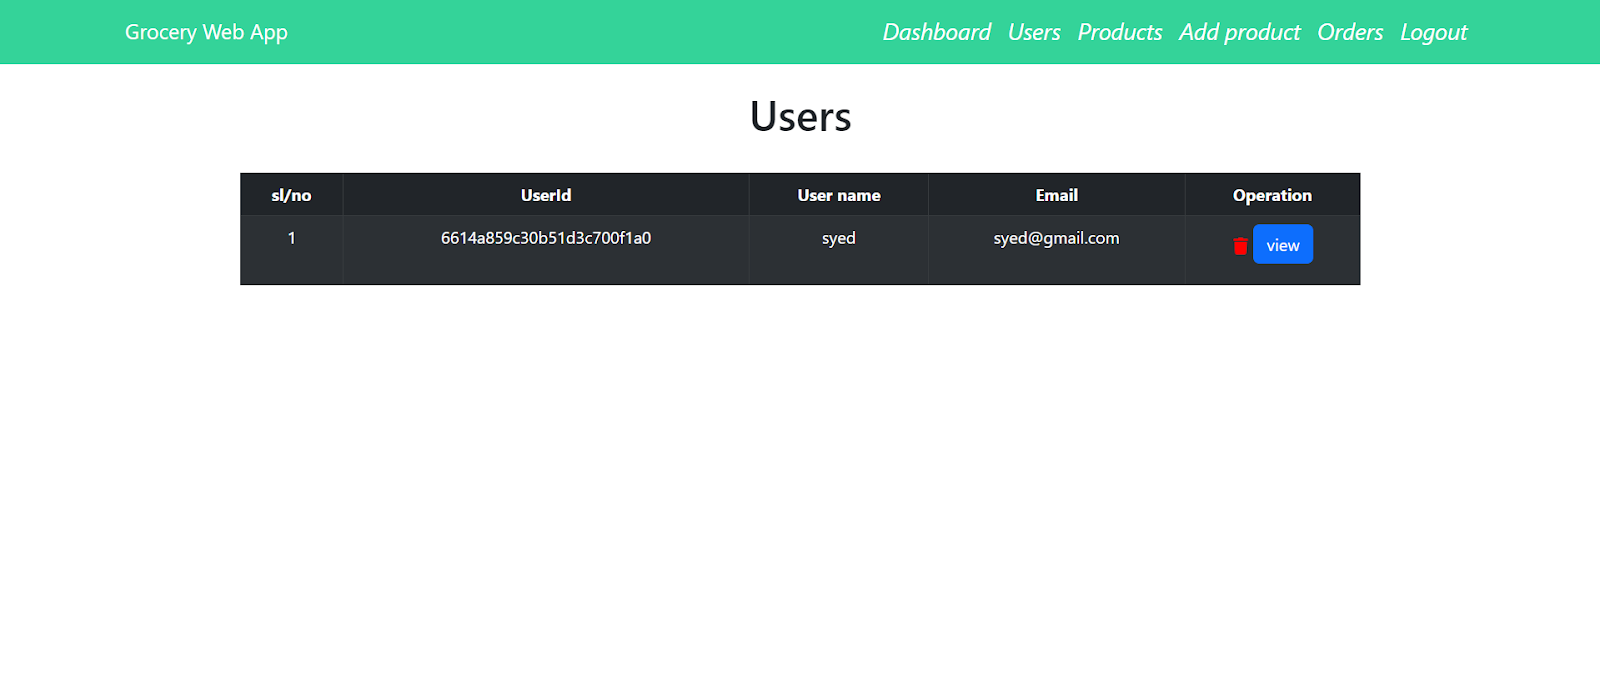 Grocery Web App Dashboard Users Products Add product Orders Logout
Users
sl/no UserId User name Email Operation
1 6614a859c30b51d3c700f1a0 syed syed@gmail.com view